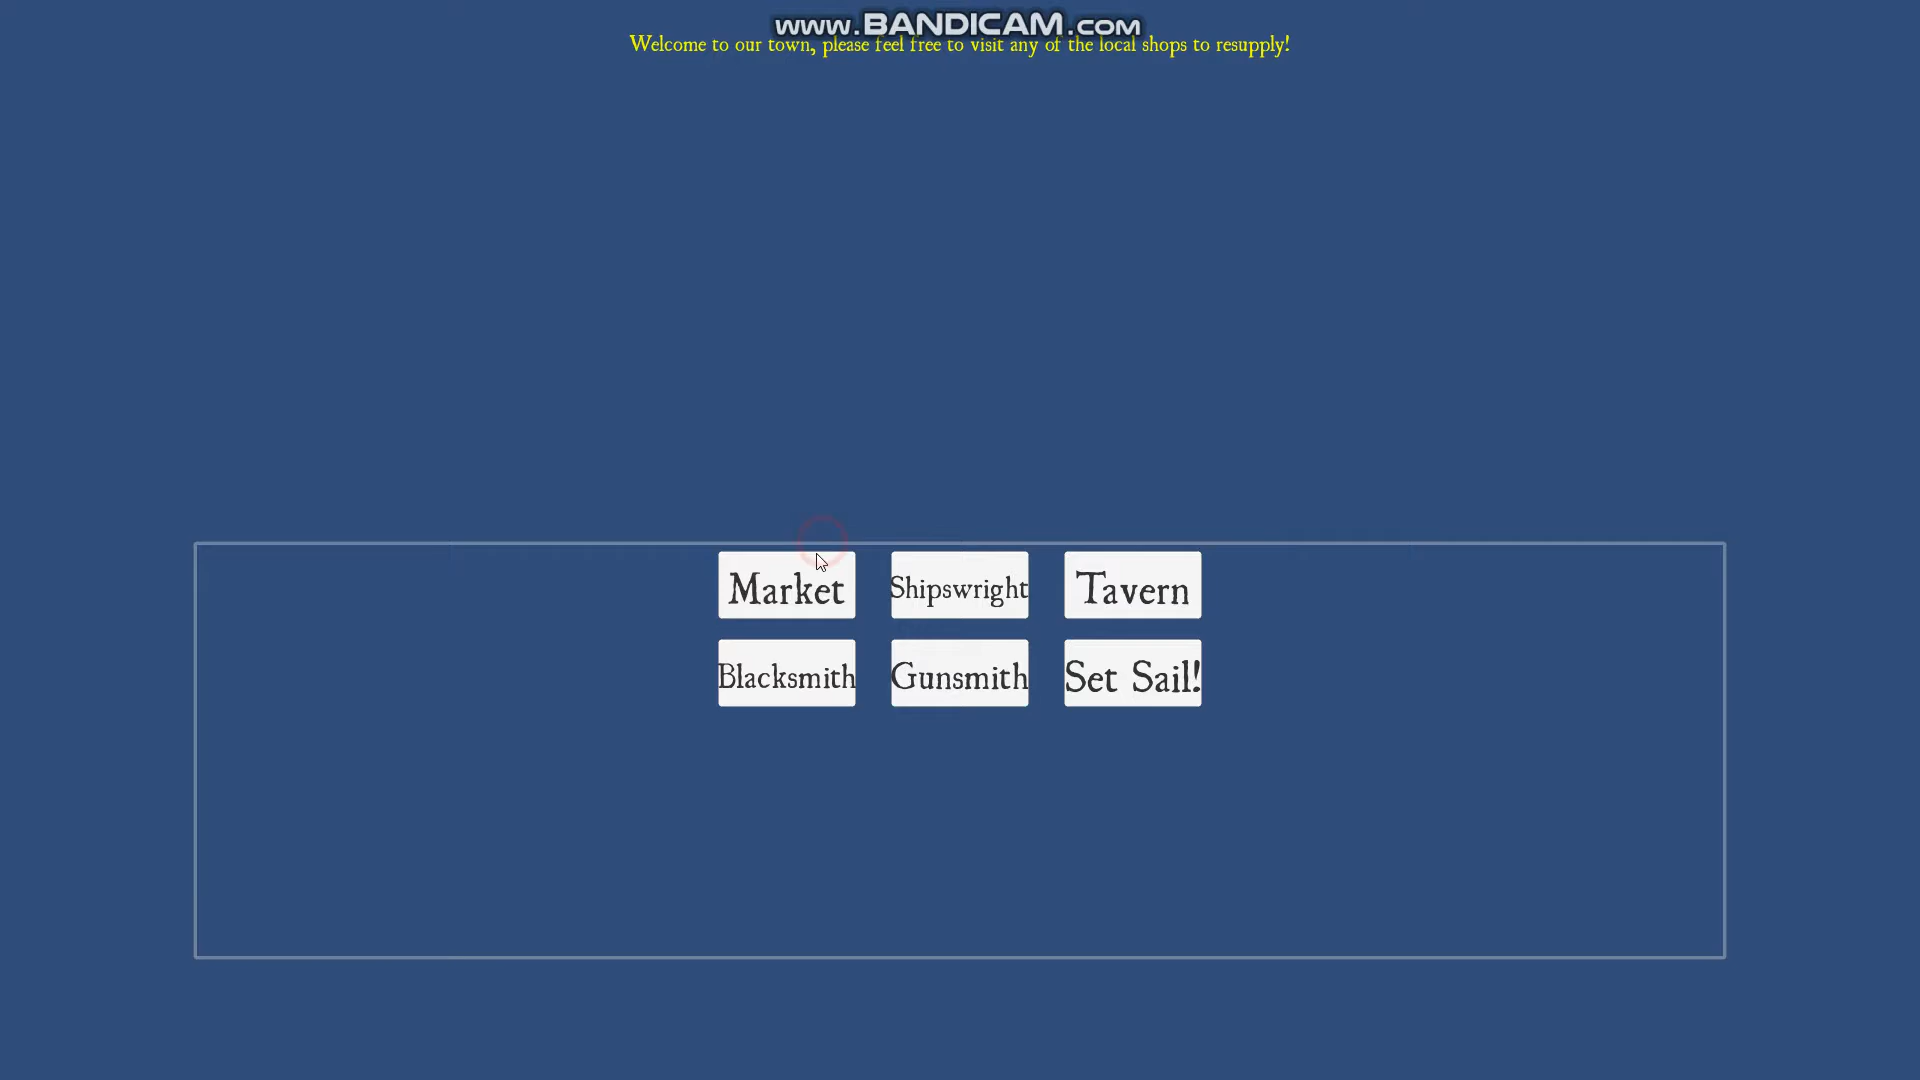 www.BANDICAM.com
Welcome to our town, please feel free to visit any of the local shops to resupply!
Market
Shipswright
Tavern
Blacksmith
Gunsmith
Set Sail!